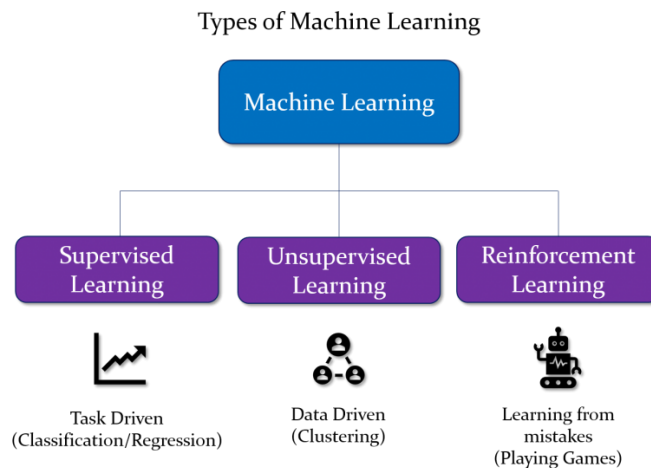 Types of Machine Learning
Machine Learning
Supervised
Learning
Unsupervised
Learning
Reinforcement
Learning
Task Driven
(Classification/Regression)
Data Driven
(Clustering)
Learning from
mistakes
(Playing Games)